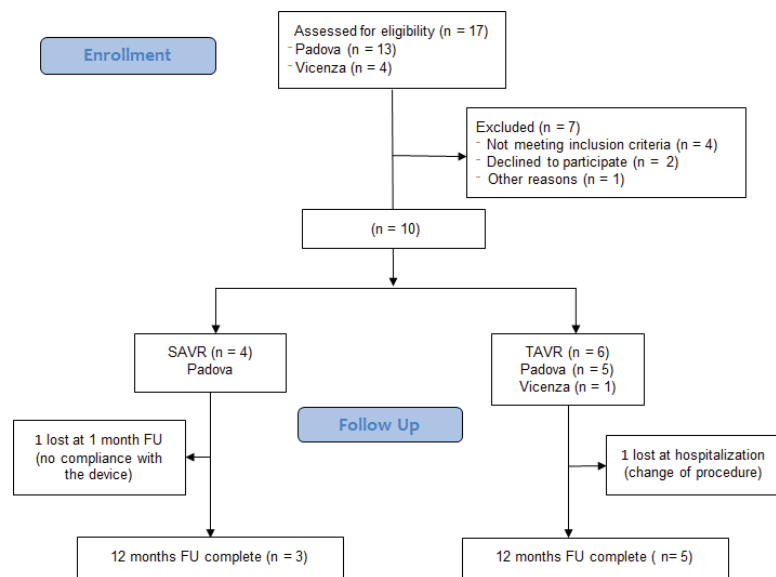 Enrollment
Assessed for eligibility (n = 17)
- Padova (n = 13)
- Vicenza (n = 4)
Excluded (n = 7)
- Not meeting inclusion criteria (n = 4)
- Declined to participate (n = 2)
- Other reasons (n = 1)
(n = 10)
SAVR (n = 4)
Padova
TAVR (n = 6)
Padova (n = 5)
Vicenza (n = 1)
Follow Up
1 lost at 1 month FU
(no compliance with
the device)
1 lost at hospitalization
(change of procedure)
12 months FU complete (n = 3)
12 months FU complete ( n= 5)